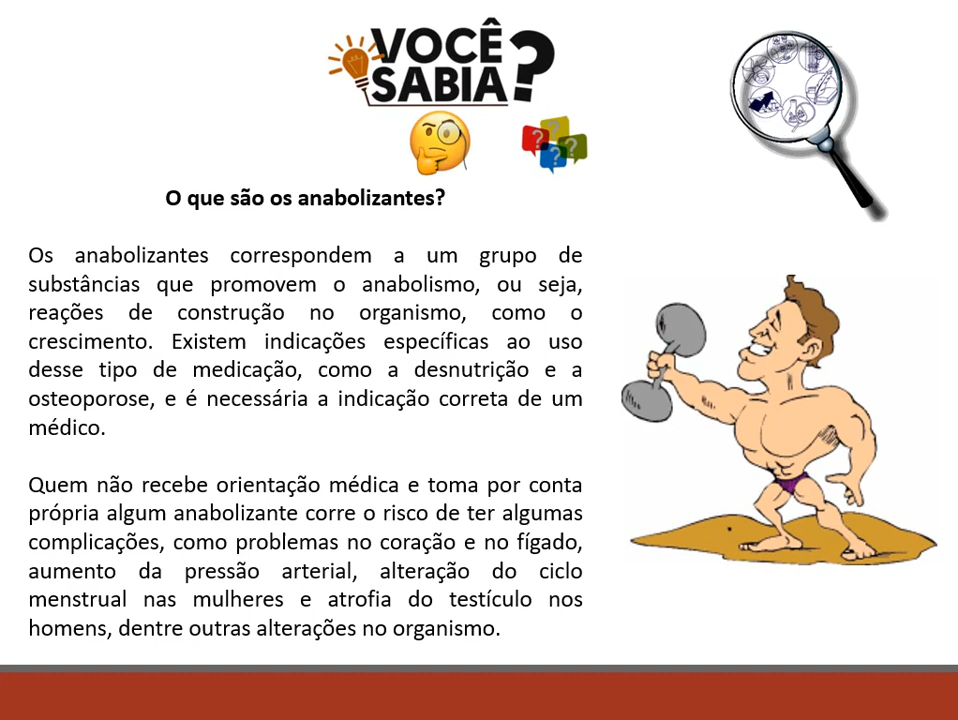 VOCÊ
SABIA?
O que são os anabolizantes?
Os anabolizantes correspondem a um grupo de
substâncias que promovem o anabolismo, ou seja,
reações de construção no organismo, como o
crescimento. Existem indicações específicas ao uso
desse tipo de medicação, como a desnutrição e a
osteoporose, e é necessária a indicação correta de um
médico.
Quem não recebe orientação médica e toma por conta
própria algum anabolizante corre o risco de ter algumas
complicações, como problemas no coração e no fígado,
aumento da pressão arterial, alteração do ciclo
menstrual nas mulheres e atrofia do testículo nos
homens, dentre outras alterações no organismo.